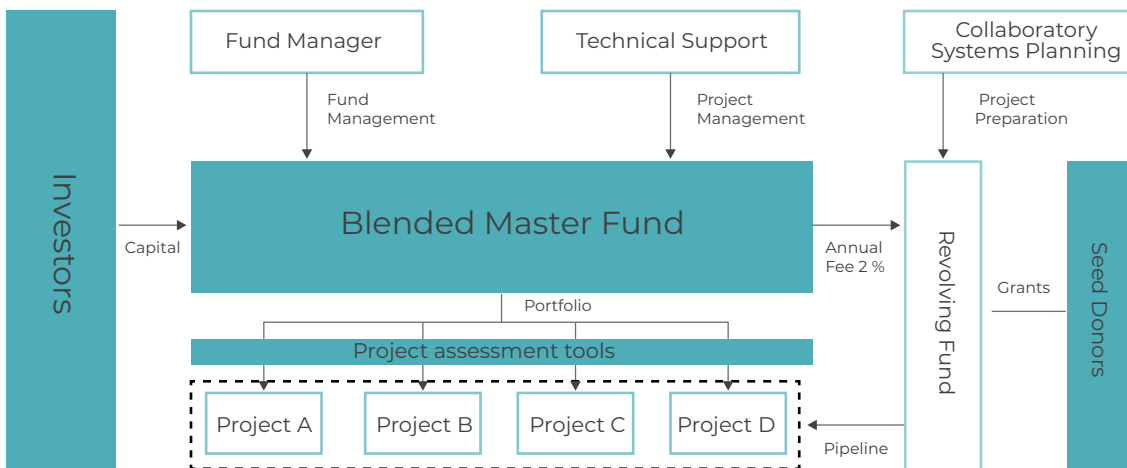 Fund Manager
Technical Support
Collaboratory
Systems Planning
Fund
Management
Project
Management
Project
Preparation
Investors
Capital
Blended Master Fund
Annual
Fee 2 %
Revolving Fund
Grants
Seed Donors
Portfolio
Project assessment tools
Project A
Project B
Project C
Project D
Pipeline